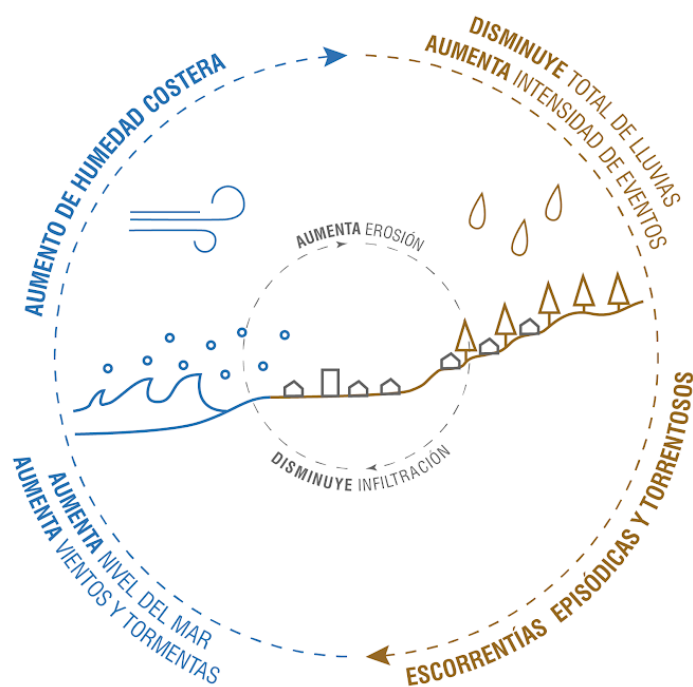 AUMENTO DE HUMEDAD COSTERA
DISMINUYE TOTAL DE LLUVIAS
AUMENTA INTENSIDAD DE EVENTOS
AUMENTA EROSIÓN
DISMINUYE INFILTRACIÓN
ESCORRENTÍAS EPISÓDICAS Y TORRENTOSOS
AUMENTA NIVEL DEL MAR
AUMENTA VIENTOS Y TORMENTAS